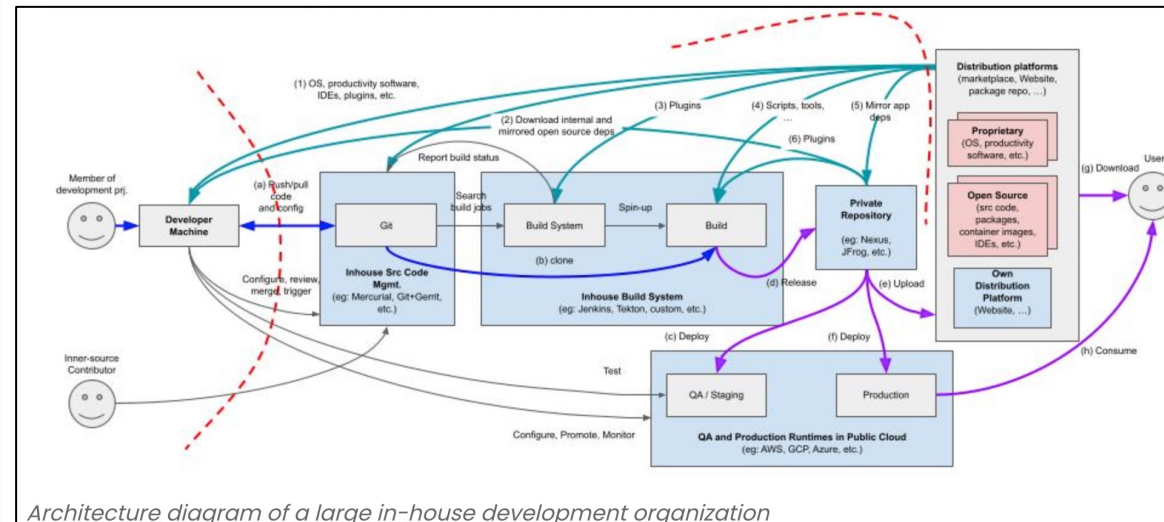 (1) OS, productivity software,
IDEs, plugins, etc.
(2) Download internal and
mirrored open source deps
(3) Plugins
(4) Scripts, tools,
...
(5) Mirror app
deps
(6) Plugins
Distribution platforms
(marketplace, Website,
package repo, ...)
Proprietary
(OS, productivity
software, etc.)
Open Source
(src code,
packages,
container images,
IDEs, etc.)
Own
Distribution
Platform
(Website, ...)
(g) Download
User
Member of
development prj.
Developer
Machine
(a) Push/pull
code
and config
Report build status
Git
Search
build jobs
Build System
Spin-up
Build
(b) clone
Inhouse Src Code
Mgmt.
(eg: Mercurial, Git+Gerrit,
etc.)
Inhouse Build System
(eg: Jenkins, Tekton, custom, etc.)
Private
Repository
(eg: Nexus,
JFrog, etc.)
(d) Release
(e) Upload
Configure, review,
merge, trigger
(c) Deploy
(f) Deploy
(h) Consume
Inner-source
Contributor
Test
Configure, Promote, Monitor
QA / Staging
Production
QA and Production Runtimes in Public Cloud
(eg: AWS, GCP, Azure, etc.)
Architecture diagram of a large in-house development organization